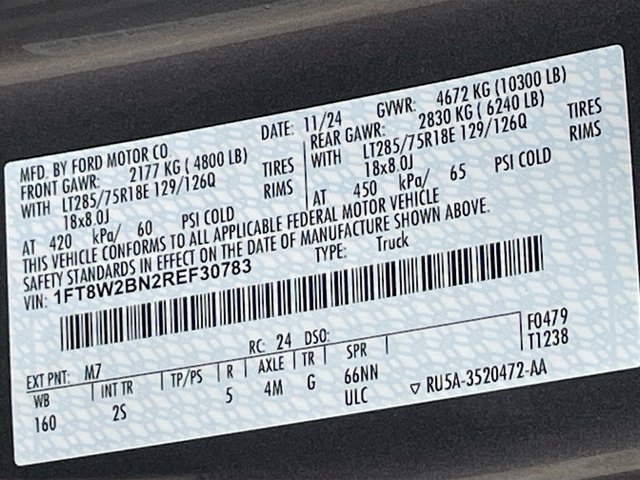 MFD. BY FORD MOTOR CO
DATE: 11/24 GVWR: 4672 KG (10300 LB)
FRONT GAWR: 2177 KG ( 4800 LB) REAR GAWR: 2830 KG ( 6240 LB)
WITH LT285/75R18E 129/126Q TIRES WITH LT285/75R18E 129/126Q TIRES
18x8.0J RIMS 18x8.0J RIMS
AT 420 kPa/ 60 PSI COLD AT 450 kPa/ 65 PSI COLD
THIS VEHICLE CONFORMS TO ALL APPLICABLE FEDERAL MOTOR VEHICLE
SAFETY STANDARDS IN EFFECT ON THE DATE OF MANUFACTURE SHOWN ABOVE.
VIN: 1FT8W2BN2REF30783 TYPE: Truck
EXT PNT: M7 RC: 24 DSO: F0479
WB INT TR TP/PS R AXLE TR SPR T1238
160 2S 5 4M G 66NN
ULC ▽ RU5A-3520472-AA